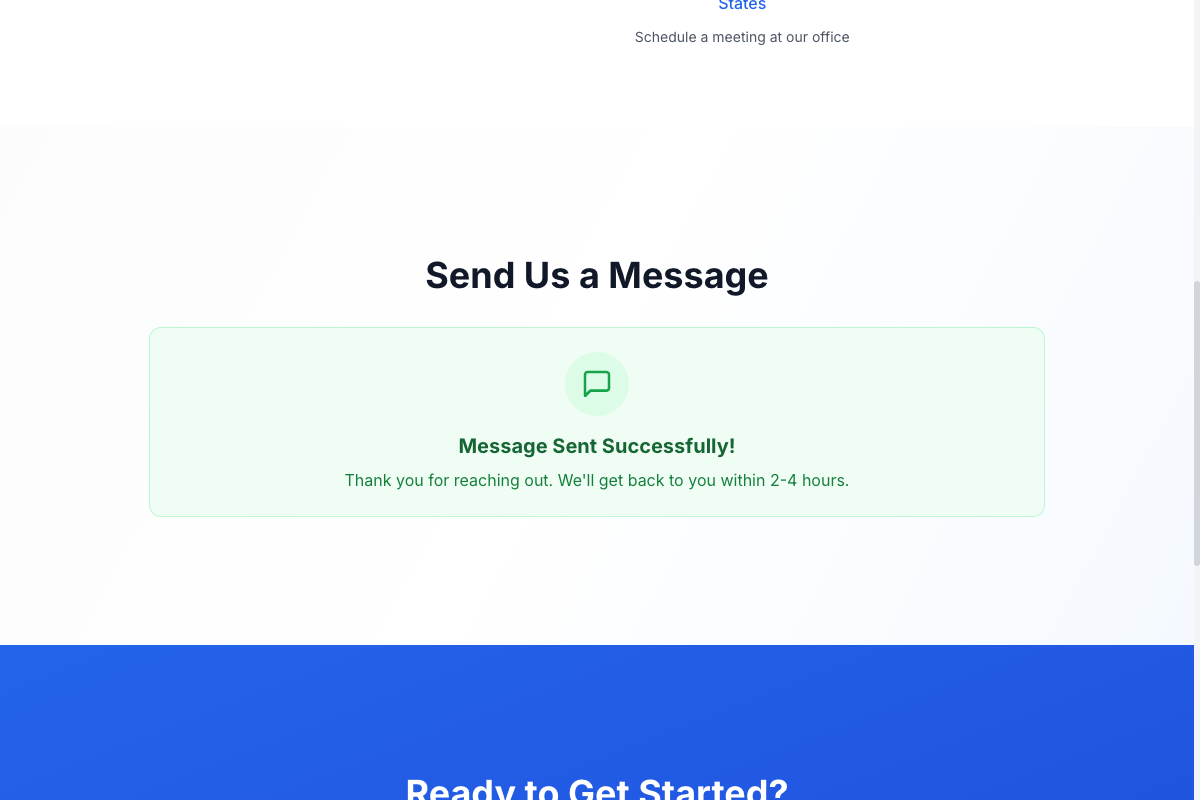 States
Schedule a meeting at our office
Send Us a Message
Message Sent Successfully!
Thank you for reaching out. We'll get back to you within 2-4 hours.
Ready to Get Started?